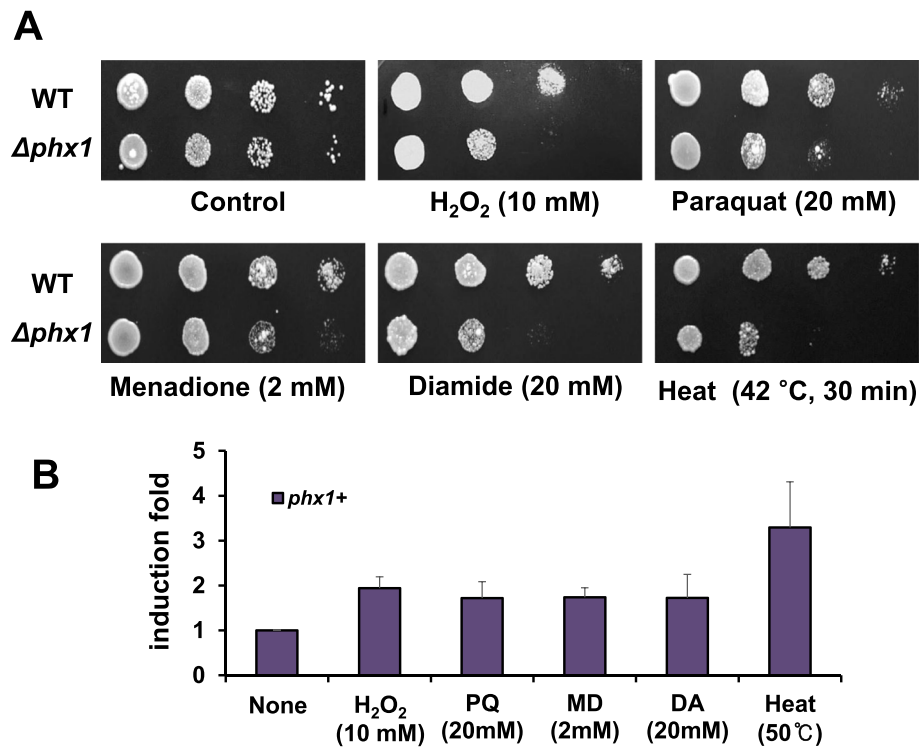 A
WT
Δphx1
Control
H₂O₂ (10 mM)
Paraquat (20 mM)
WT
Δphx1
Menadione (2 mM)
Diamide (20 mM)
Heat (42 °C, 30 min)
B
induction fold
5
4
3
2
1
0
phx1+
None
H₂O₂
(10 mM)
PQ
(20mM)
MD
(2mM)
DA
(20mM)
Heat
(50℃)